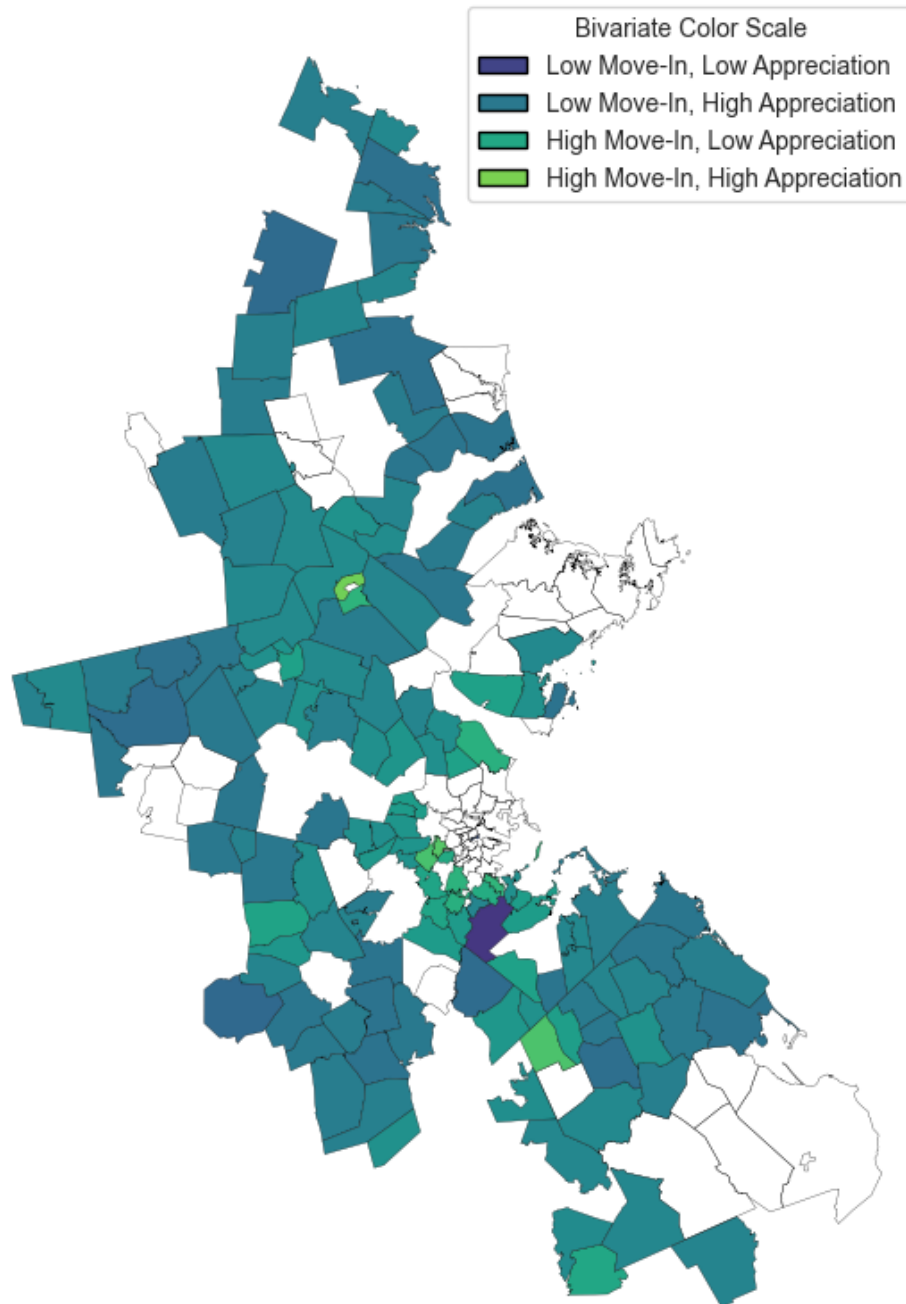 Bivariate Color Scale
Low Move-In, Low Appreciation
Low Move-In, High Appreciation
High Move-In, Low Appreciation
High Move-In, High Appreciation